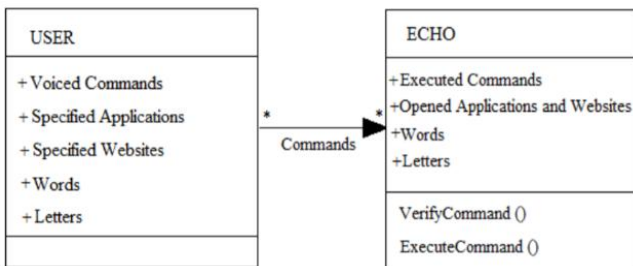 USER
+ Voiced Commands
+ Specified Applications
+ Specified Websites
+ Words
+ Letters
*
*
Commands
ECHO
+Executed Commands
+Opened Applications and Websites
+Words
+Letters
VerifyCommand ()
ExecuteCommand ()